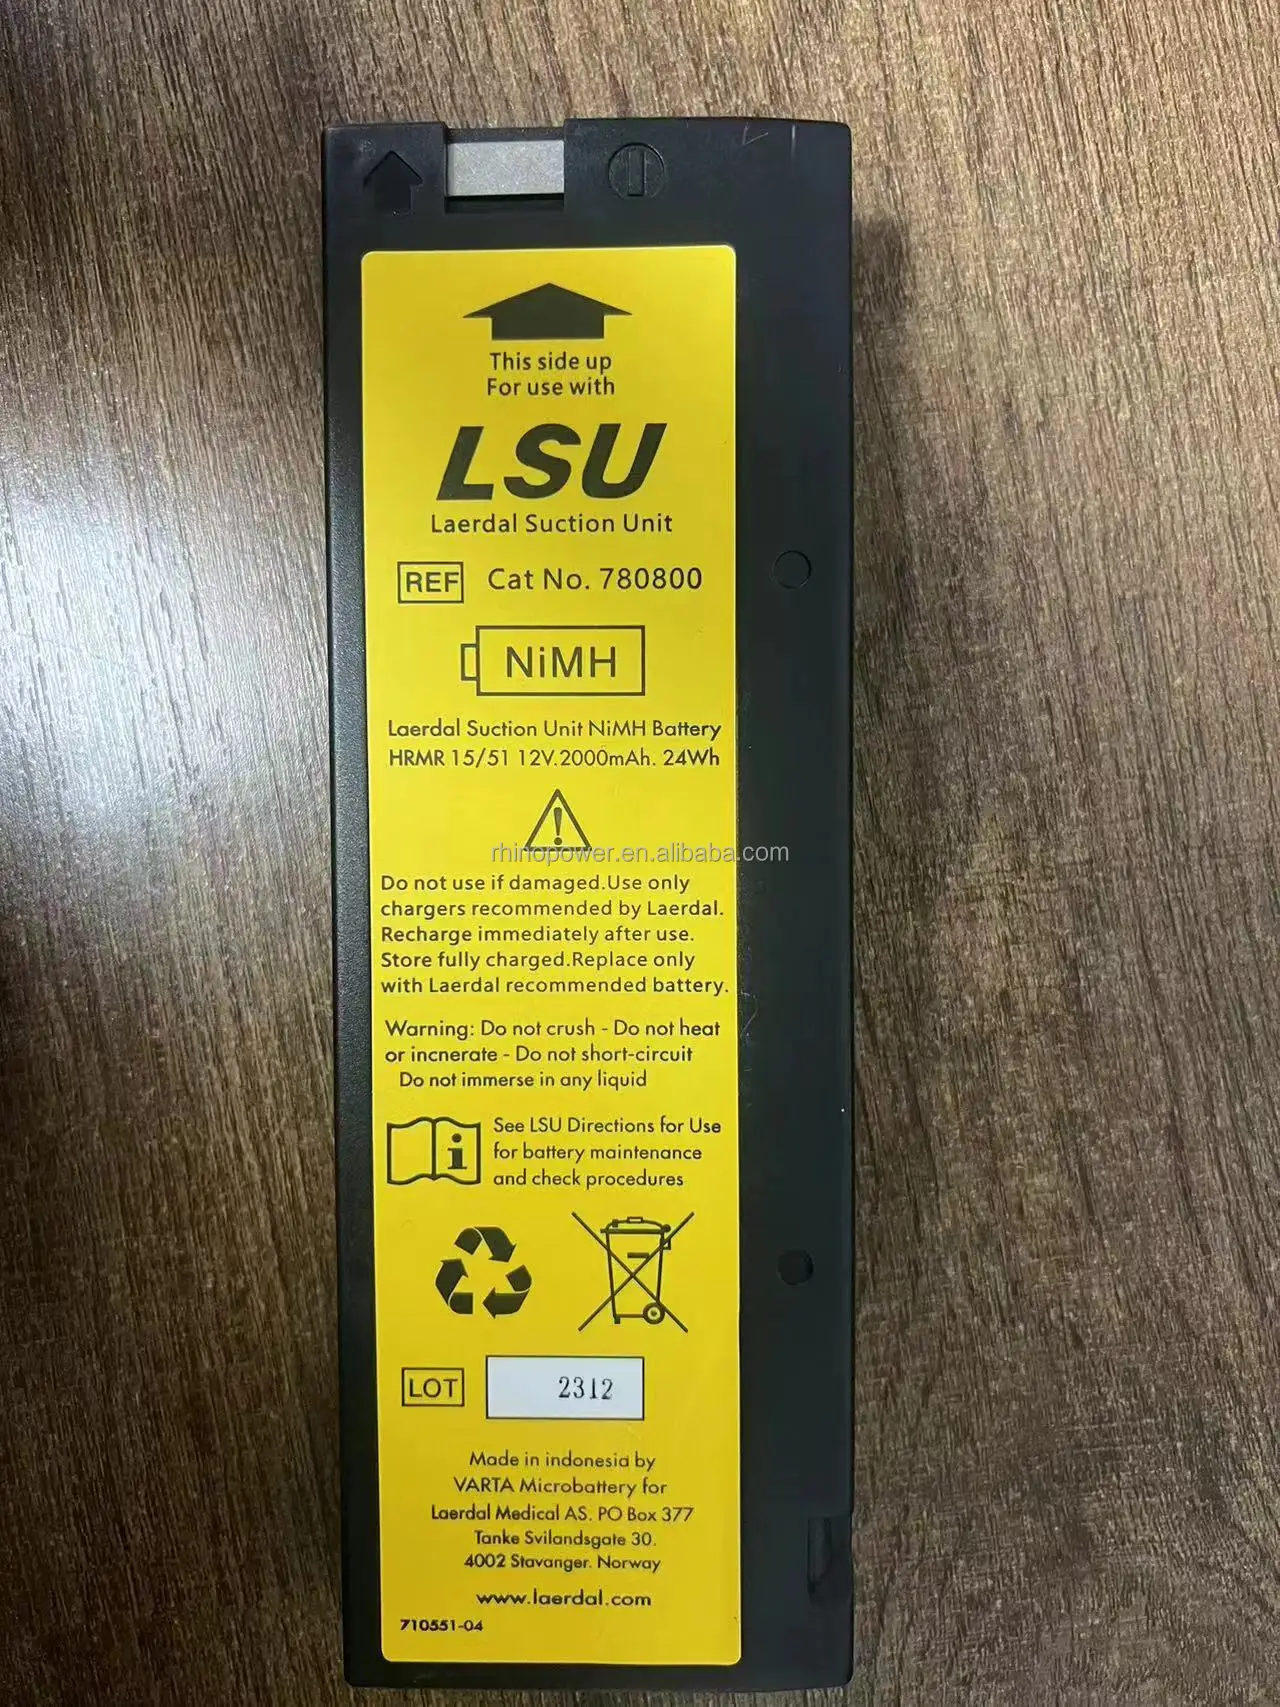 This side up
For use with
LSU
Laerdal Suction Unit
REF Cat No. 780800
NiMH
Laerdal Suction Unit NiMH Battery
HRMR 15/51 12V.2000mAh. 24Wh
rhinopower.en.alibaba.com
Do not use if damaged.Use only
chargers recommended by Laerdal.
Recharge immediately after use.
Store fully charged.Replace only
with Laerdal recommended battery.
Warning: Do not crush - Do not heat
or incnerate - Do not short-circuit
Do not immerse in any liquid
See LSU Directions for Use
for battery maintenance
and check procedures
LOT 2312
Made in indonesia by
VARTA Microbattery for
Laerdal Medical AS. PO Box 377
Tanke Svilandsgate 30.
4002 Stavanger. Norway
www.laerdal.com
710551-04